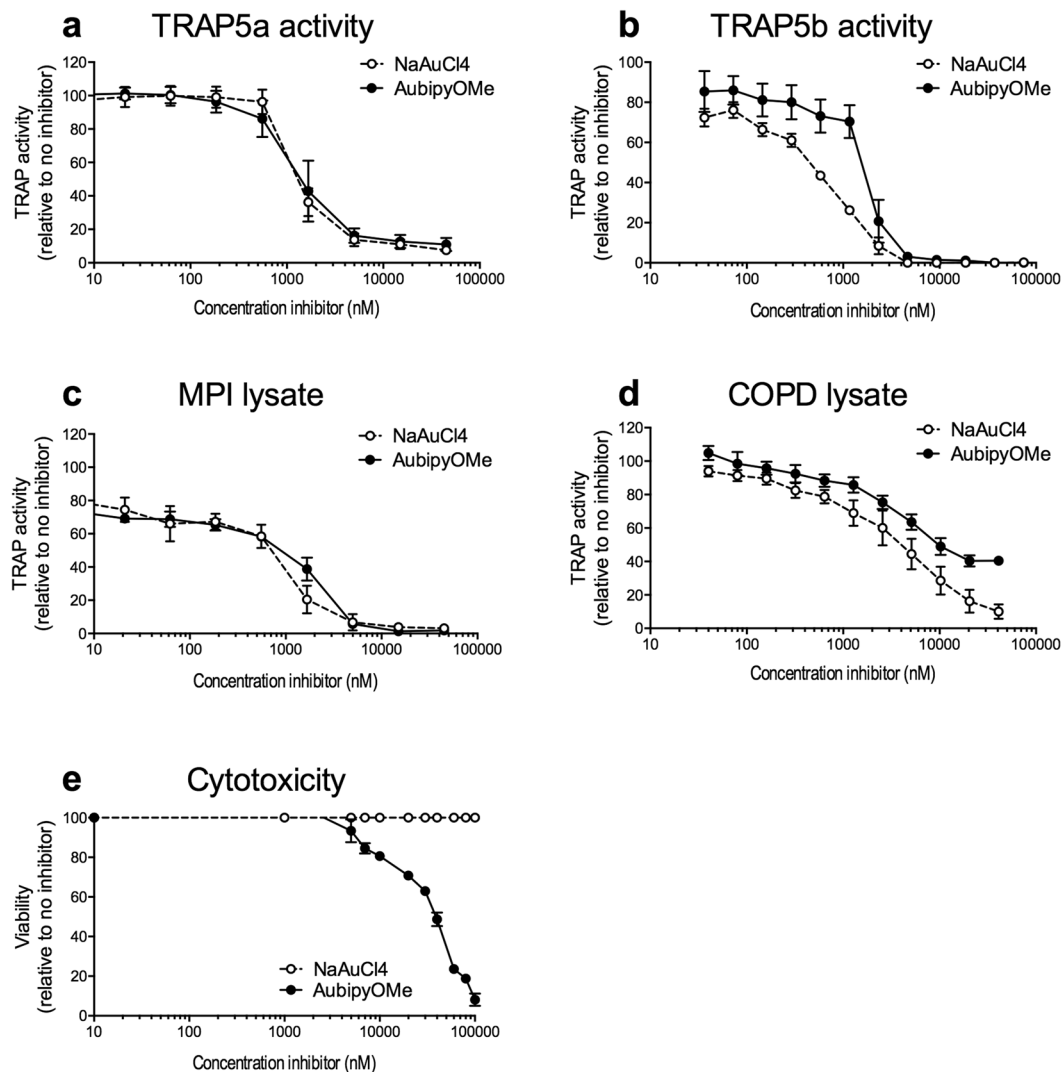 a TRAP5a activity
NaAuCl4
AubipyOMe
TRAP activity
(relative to no inhibitor)
120
100
80
60
40
20
0
10 100 1000 10000 100000
Concentration inhibitor (nM)
b TRAP5b activity
NaAuCl4
AubipyOMe
TRAP activity
(relative to no inhibitor)
100
80
60
40
20
0
10 100 1000 10000 100000
Concentration inhibitor (nM)
c MPI lysate
NaAuCl4
AubipyOMe
TRAP activity
(relative to no inhibitor)
120
100
80
60
40
20
0
10 100 1000 10000 100000
Concentration inhibitor (nM)
d COPD lysate
NaAuCl4
AubipyOMe
TRAP activity
(relative to no inhibitor)
120
100
80
60
40
20
0
10 100 1000 10000 100000
Concentration inhibitor (nM)
e Cytotoxicity
Viability
(relative to no inhibitor)
100
80
60
40
20
0
NaAuCl4
AubipyOMe
10 100 1000 10000 100000
Concentration inhibitor (nM)